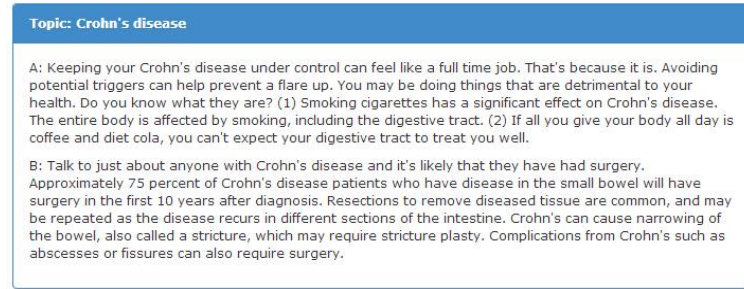 Topic: Crohn's disease
A: Keeping your Crohn's disease under control can feel like a full time job. That's because it is. Avoiding
potential triggers can help prevent a flare up. You may be doing things that are detrimental to your
health. Do you know what they are? (1) Smoking cigarettes has a significant effect on Crohn's disease.
The entire body is affected by smoking, including the digestive tract. (2) If all you give your body all day is
coffee and diet cola, you can't expect your digestive tract to treat you well.
B: Talk to just about anyone with Crohn's disease and it's likely that they have had surgery.
Approximately 75 percent of Crohn's disease patients who have disease in the small bowel will have
surgery in the first 10 years after diagnosis. Resections to remove diseased tissue are common, and may
be repeated as the disease recurs in different sections of the intestine. Crohn's can cause narrowing of
the bowel, also called a stricture, which may require stricture plasty. Complications from Crohn's such as
abscesses or fissures can also require surgery.